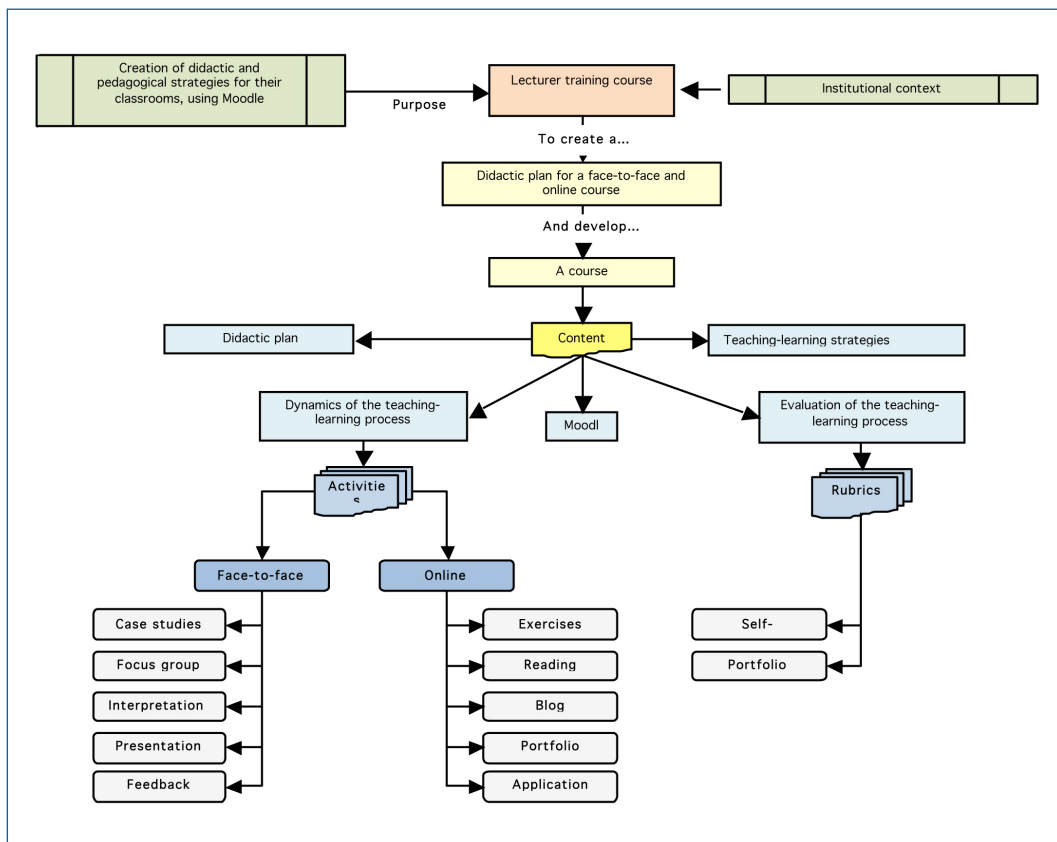 Creation of didactic and
pedagogical strategies for their
classrooms, using Moodle
Purpose
Lecturer training course
Institutional context
To create a...
Didactic plan for a face-to-face and
online course
And develop...
A course
Didactic plan
Content
Teaching-learning strategies
Dynamics of the teaching-
learning process
Moodl
Evaluation of the teaching-
learning process
Activitie
s
Rubrics
Face-to-face
Online
Case studies
Exercises
Self-
Focus group
Reading
Portfolio
Interpretation
Blog
Presentation
Portfolio
Feedback
Application